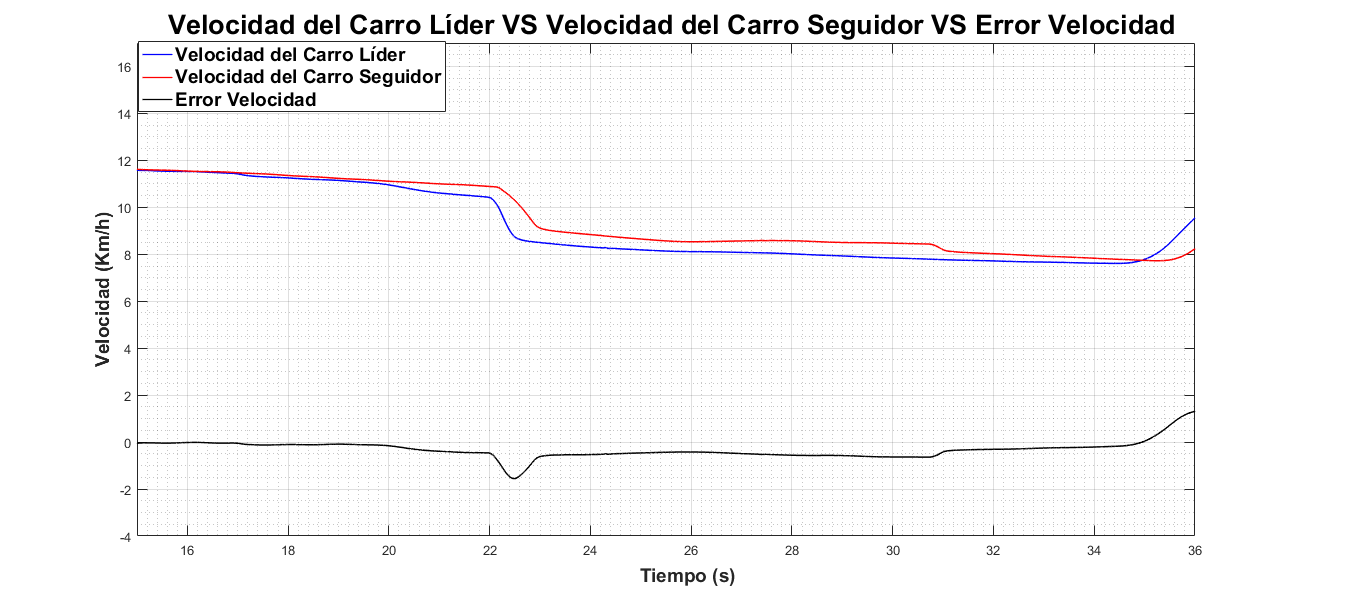 Velocidad del Carro Líder VS Velocidad del Carro Seguidor VS Error Velocidad
Velocidad del Carro Líder
Velocidad del Carro Seguidor
Error Velocidad
16
14
12
10
8
6
4
2
0
-2
-4
Velocidad (Km/h)
16 18 20 22 24 26 28 30 32 34 36
Tiempo (s)